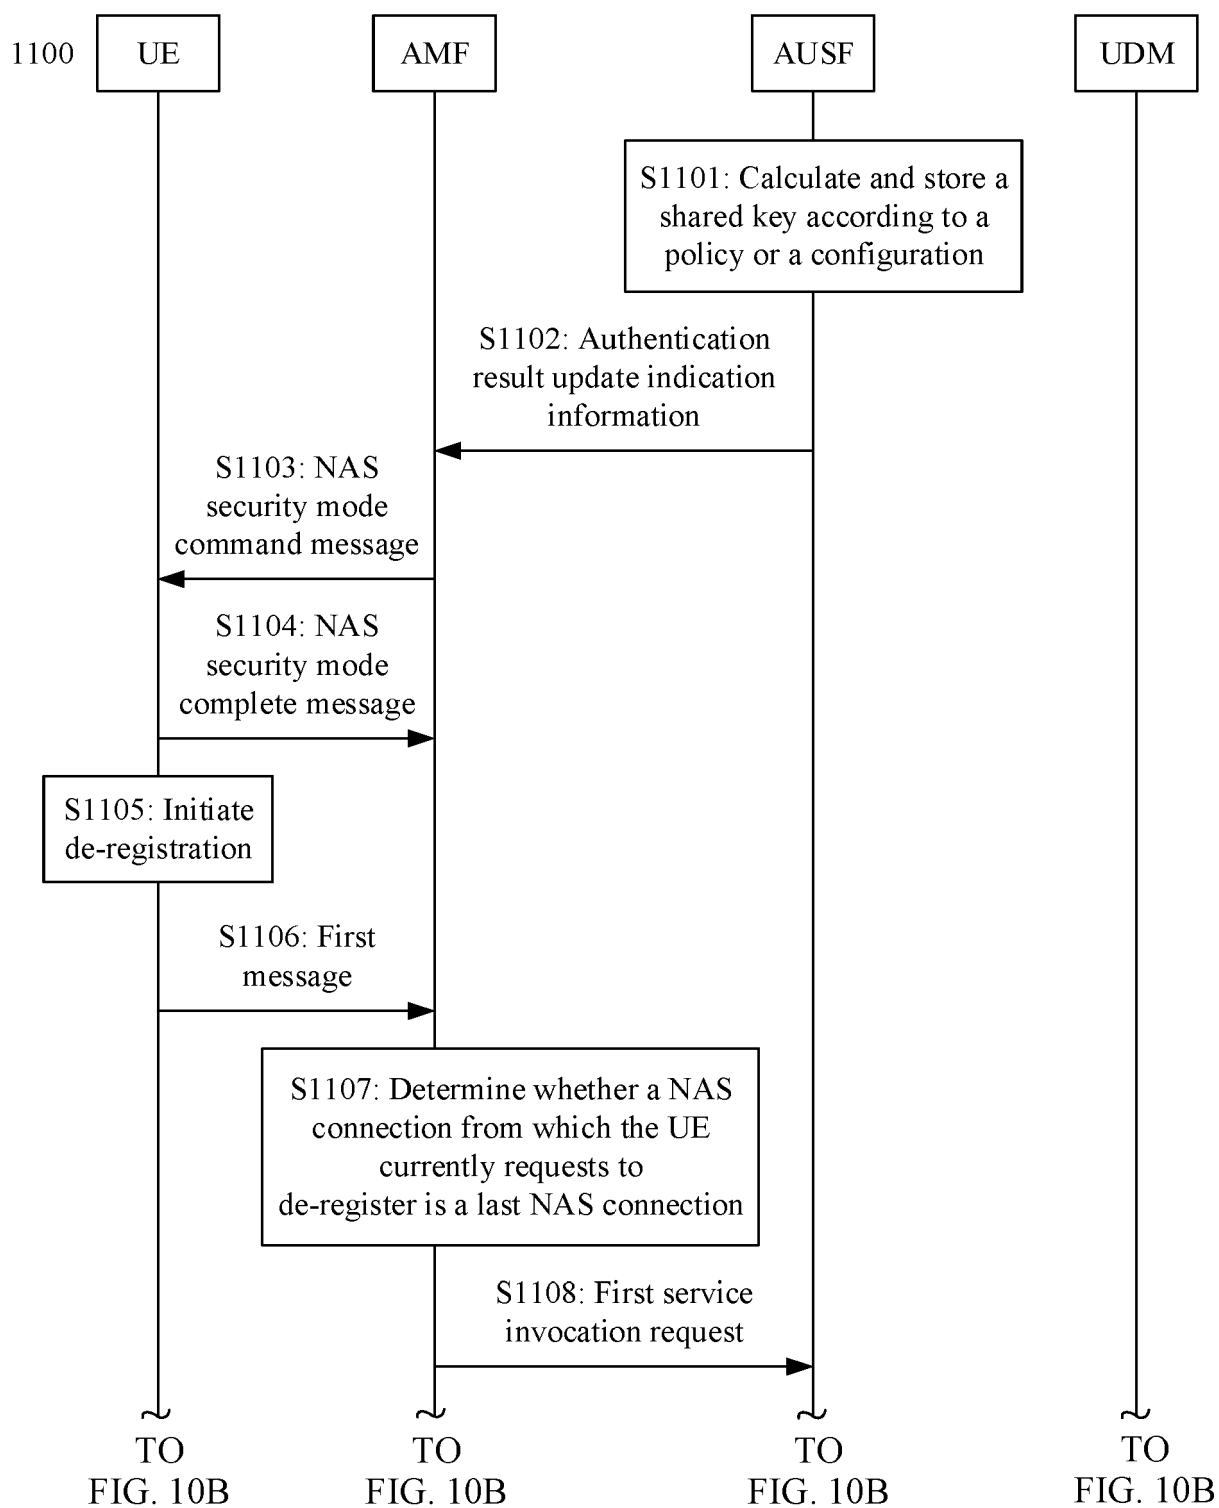 1100
UE
AMF
AUSF
UDM
S1101: Calculate and store a
shared key according to a
policy or a configuration
S1102: Authentication
result update indication
information
S1103: NAS
security mode
command message
S1104: NAS
security mode
complete message
S1105: Initiate
de-registration
S1106: First
message
S1107: Determine whether a NAS
connection from which the UE
currently requests to
de-register is a last NAS connection
S1108: First service
invocation request
TO
FIG. 10B
TO
FIG. 10B
TO
FIG. 10B
TO
FIG. 10B